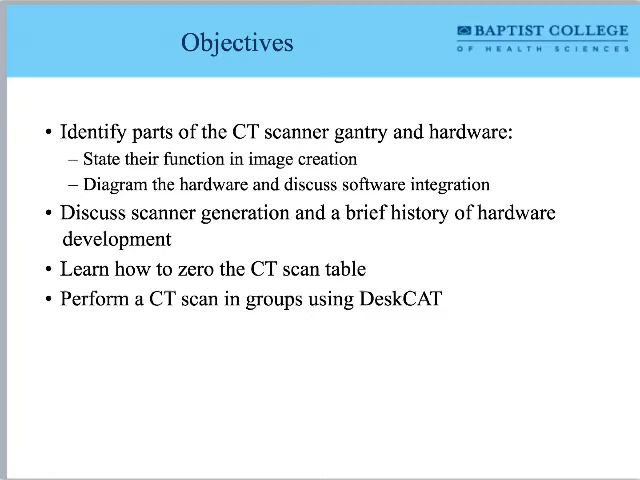 Objectives
BAPTIST COLLEGE
OF HEALTH SCIENCES
• Identify parts of the CT scanner gantry and hardware:
– State their function in image creation
– Diagram the hardware and discuss software integration
• Discuss scanner generation and a brief history of hardware
development
• Learn how to zero the CT scan table
• Perform a CT scan in groups using DeskCAT